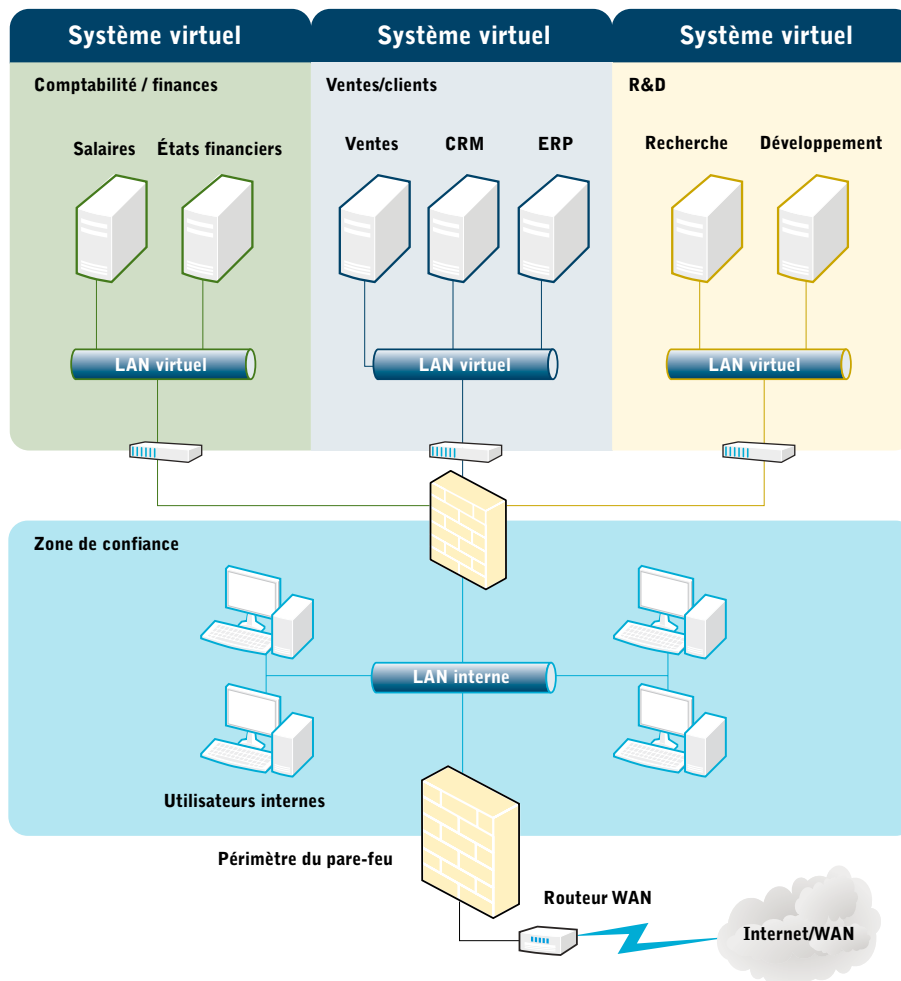 Système virtuel
Système virtuel
Système virtuel
Comptabilité / finances
Ventes/clients
R&D
Salaires
États financiers
Ventes
CRM
ERP
Recherche
Développement
LAN virtuel
LAN virtuel
LAN virtuel
Zone de confiance
LAN interne
Utilisateurs internes
Périmètre du pare-feu
Routeur WAN
Internet/WAN